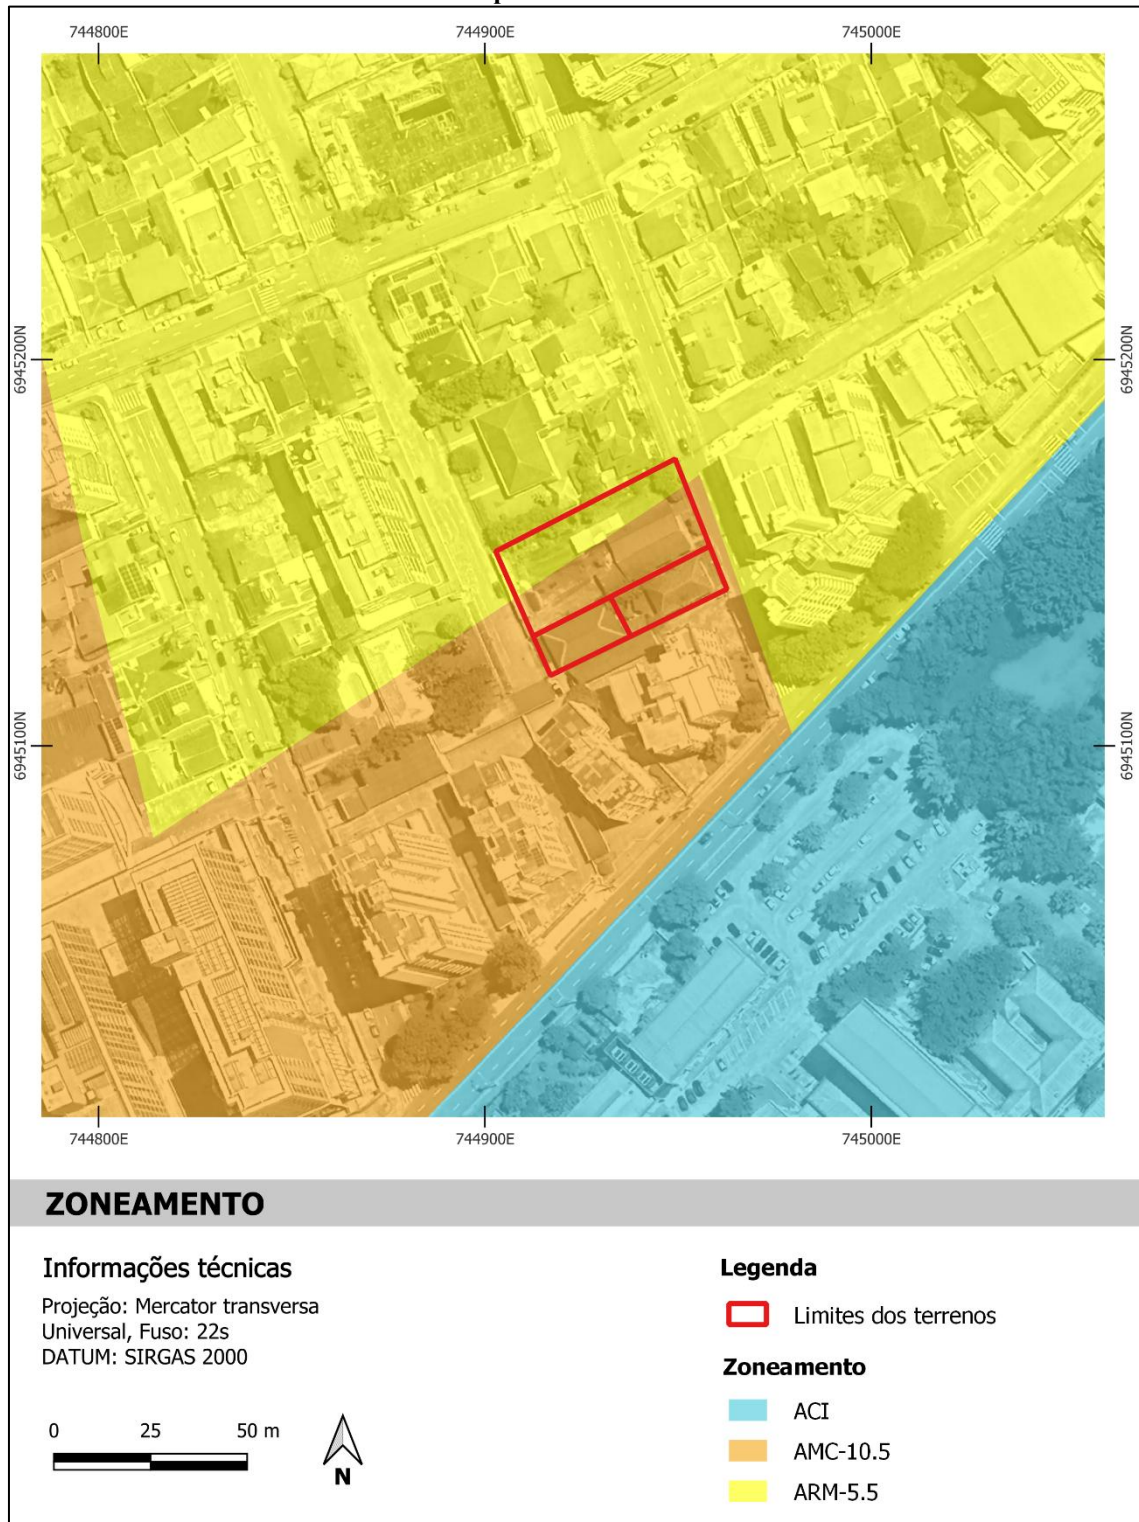 744800E 744900E 745000E
6945200N 6945200N
6945100N 6945100N
744800E 744900E 745000E
ZONEAMENTO
Informações técnicas
Projeção: Mercator transversa
Universal, Fuso: 22s
DATUM: SIRGAS 2000
0 25 50 m
N
Legenda
Limites dos terrenos
Zoneamento
ACI
AMC-10.5
ARM-5.5